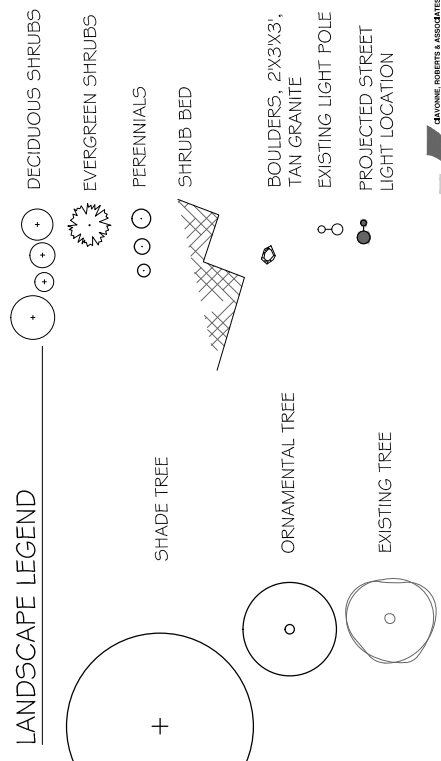 LANDSCAPE LEGEND
SHADE TREE
ORNAMENTAL TREE
EXISTING TREE
DECIDUOUS SHRUBS
EVERGREEN SHRUBS
PERENNIALS
SHRUB BED
BOULDERS, 2'X3'X3',
TAN GRANITE
EXISTING LIGHT POLE
PROJECTED STREET
LIGHT LOCATION
CIAVONNE, ROBERTS & ASSOCIATES